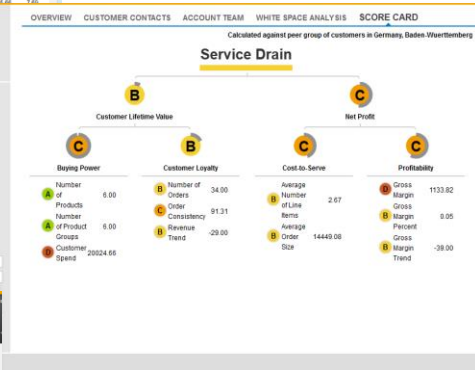 OVERVIEW CUSTOMER CONTACTS ACCOUNT TEAM WHITE SPACE ANALYSIS SCORE CARD
Calculated against peer group of customers in Germany, Baden-Wuerttemberg
Service Drain
B
Customer Lifetime Value
C
Net Profit
C
Buying Power
A Number of Products 6.00
A Number of Product Groups 6.00
D Customer Spend 20024.66
B
Customer Loyalty
B Number of Orders 34.00
C Order Consistency 91.31
B Revenue Trend -29.00
C
Cost-to-Serve
B Average Number of Line Items 2.67
B Average Order Size 14449.08
C
Profitability
D Gross Margin 1133.82
B Gross Margin Percent 0.05
B Gross Margin Trend -39.00